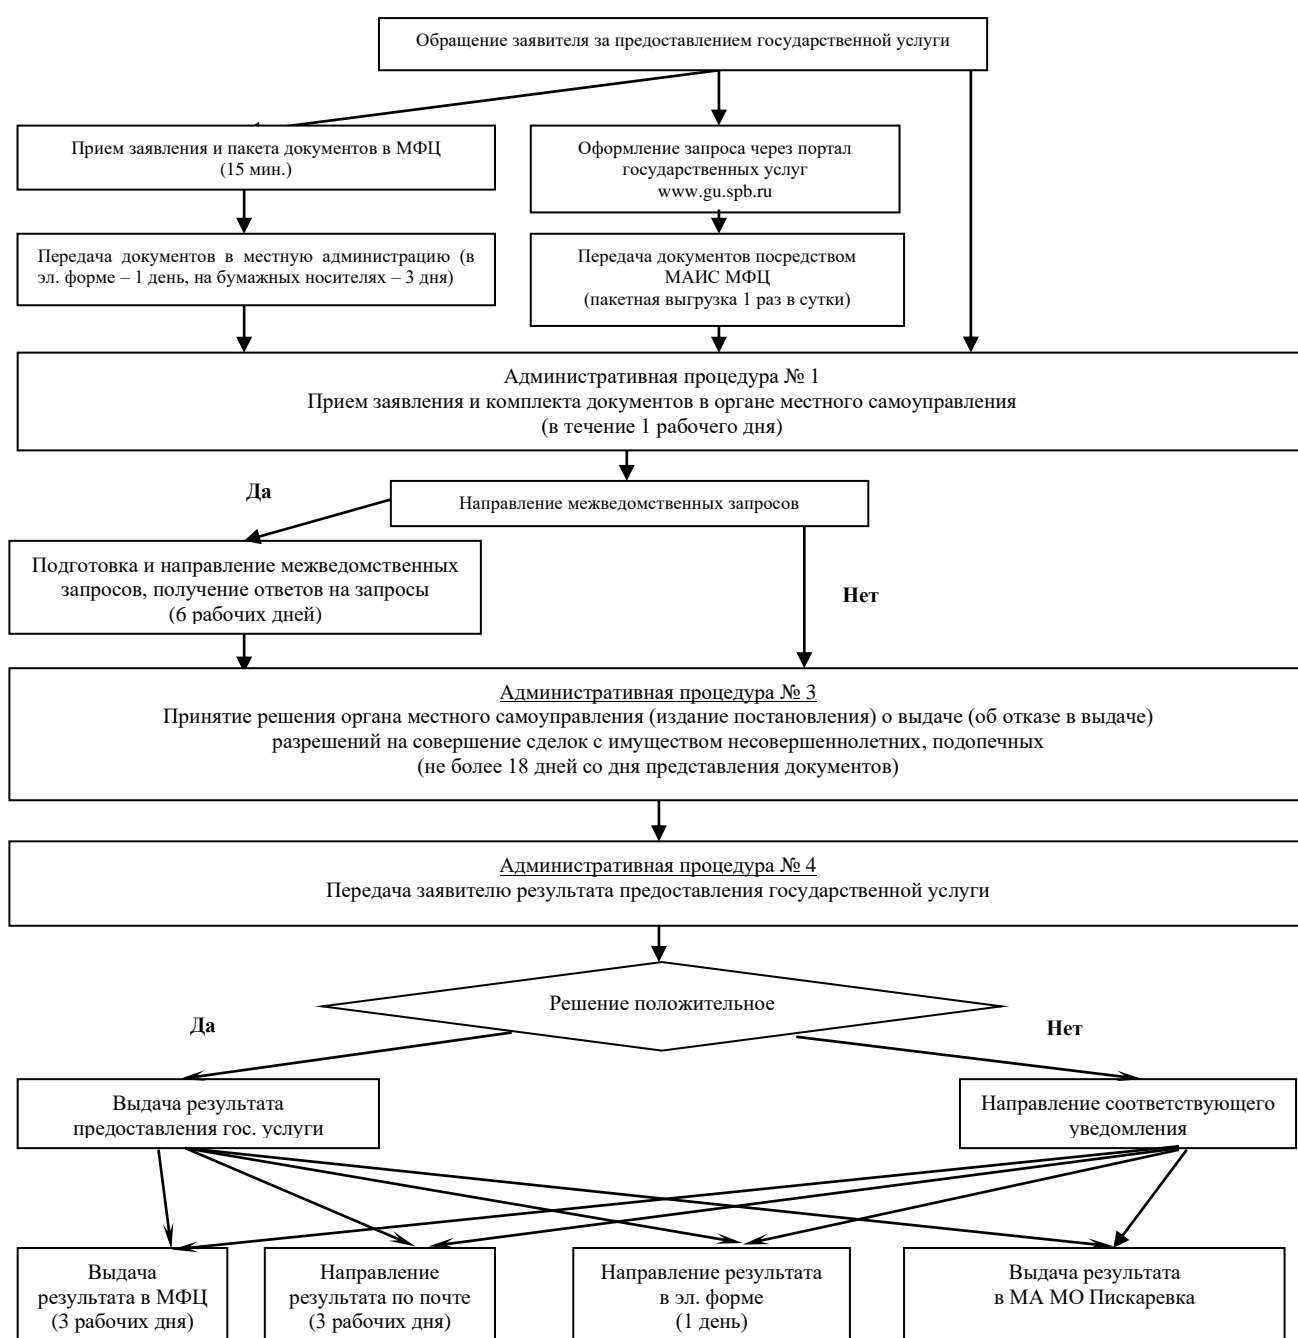 Обращение заявителя за предоставлением государственной услуги
Прием заявления и пакета документов в МФЦ
(15 мин.)
Оформление запроса через портал
государственных услуг
www.gu.spb.ru
Передача документов в местную администрацию (в
эл. форме – 1 день, на бумажных носителях – 3 дня)
Передача документов посредством
МАИС МФЦ
(пакетная выгрузка 1 раз в сутки)
Административная процедура № 1
Прием заявления и комплекта документов в органе местного самоуправления
(в течение 1 рабочего дня)
Да
Направление межведомственных запросов
Подготовка и направление межведомственных
запросов, получение ответов на запросы
(6 рабочих дней)
Нет
Административная процедура № 3
Принятие решения органа местного самоуправления (издание постановления) о выдаче (об отказе в выдаче)
разрешений на совершение сделок с имуществом несовершеннолетних, подопечных
(не более 18 дней со дня представления документов)
Административная процедура № 4
Передача заявителю результата предоставления государственной услуги
Решение положительное
Да
Нет
Выдача результата
предоставления гос. услуги
Направление соответствующего
уведомления
Выдача
результата в МФЦ
(3 рабочих дня)
Направление
результата по почте
(3 рабочих дня)
Направление результата
в эл. форме
(1 день)
Выдача результата
в МА МО Пискаревка